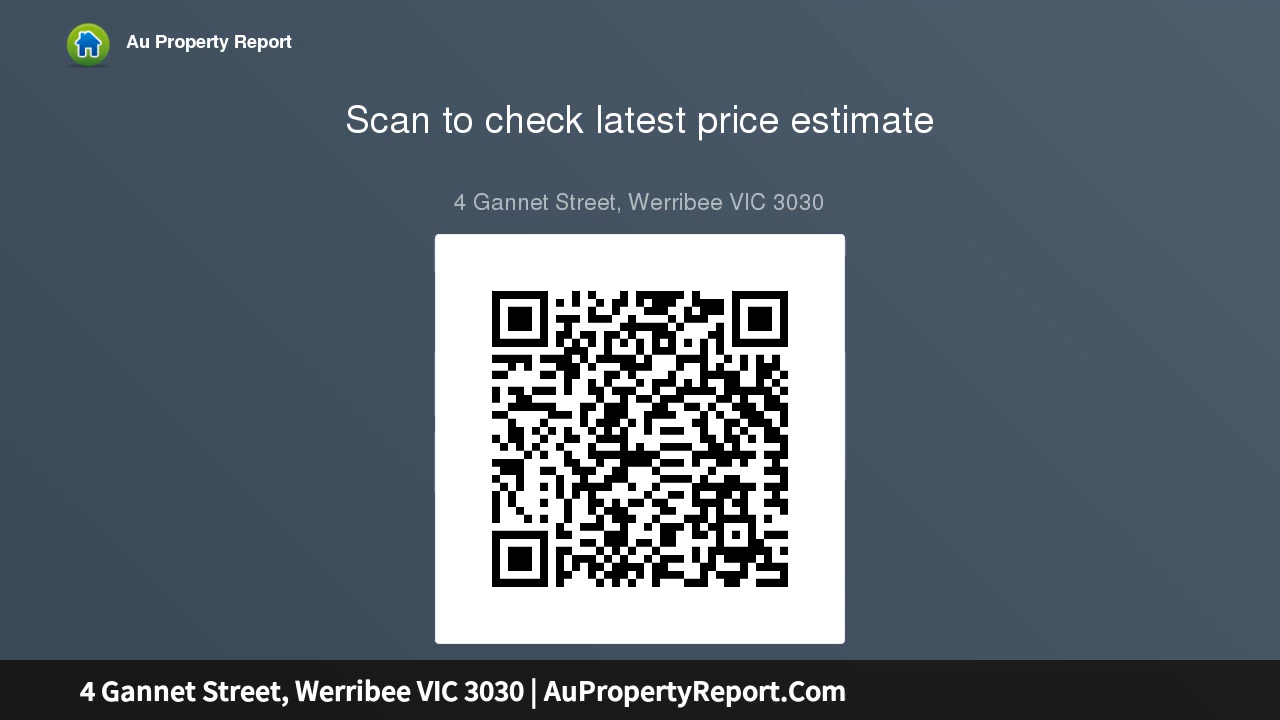 Au Property Report
Scan to check latest price estimate
4 Gannet Street, Werribee VIC 3030
4 Gannet Street, Werribee VIC 3030 | AuPropertyReport.Com